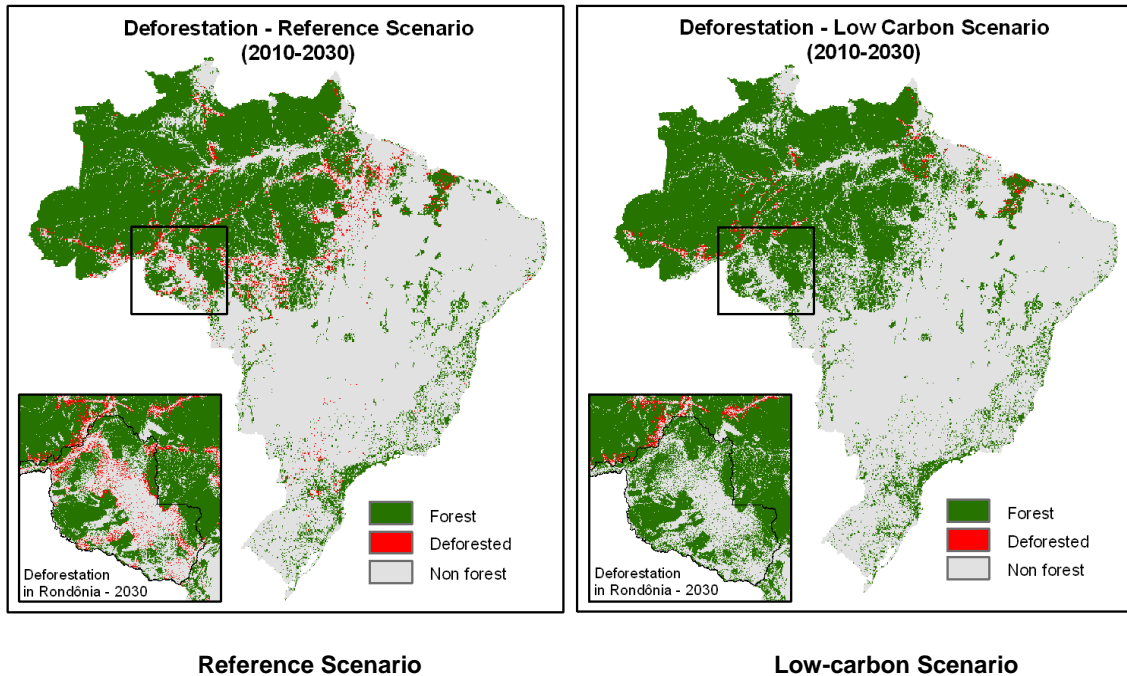 Deforestation - Reference Scenario
(2010-2030)
Forest
Deforested
Non forest
Deforestation
in Rondônia - 2030
Deforestation - Low Carbon Scenario
(2010-2030)
Forest
Deforested
Non forest
Deforestation
in Rondônia - 2030
Reference Scenario
Low-carbon Scenario